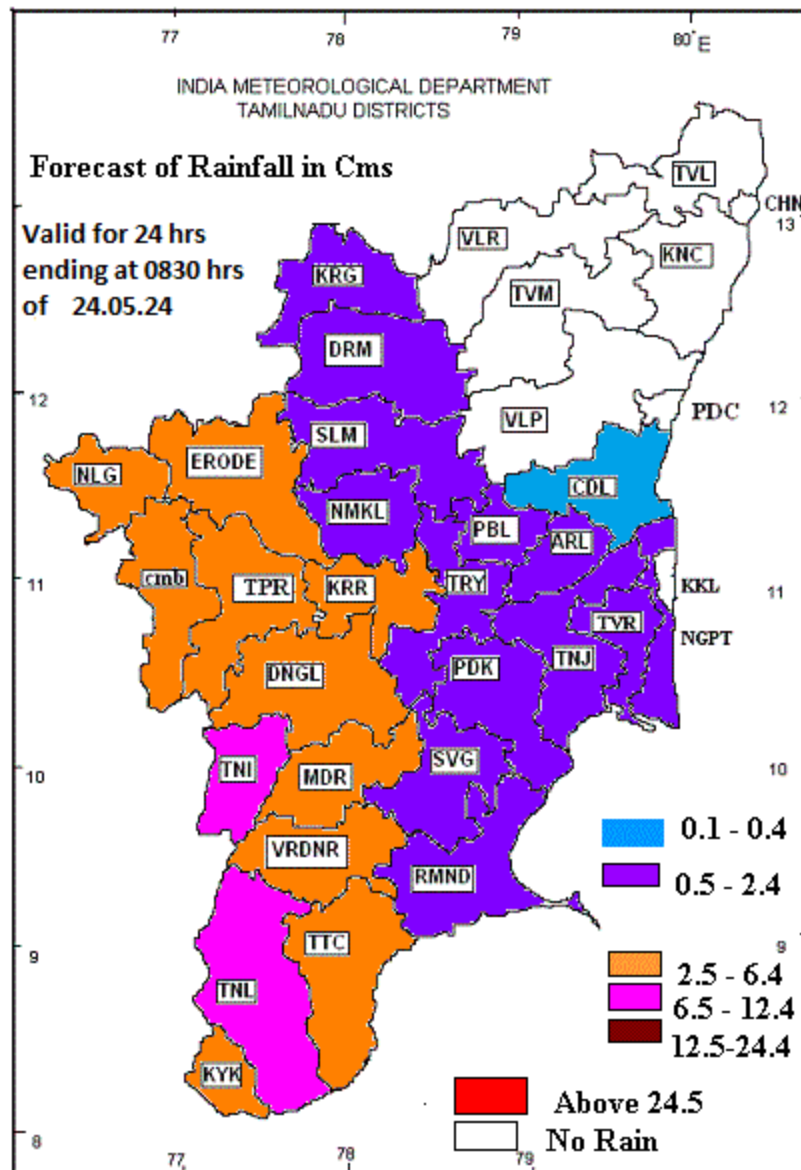 77 78 79 80°E
INDIA METEOROLOGICAL DEPARTMENT
TAMILNADU DISTRICTS
Forecast of Rainfall in Cms
TVL
CHN
13
Valid for 24 hrs
ending at 0830 hrs
of 24.05.24
VLR
KNC
KRG
TVM
DRM
12
12
PDC
VLP
SLM
ERODE
NLG
CDL
NMKL
PBL
ARL
11
cmb
TPR
KRR
TRY
KKL
11
TVR
NGPT
DNGL
PDK
TNJ
10
TNI
MDR
SVG
10
0.1 - 0.4
VRDNR
RMND
0.5 - 2.4
9
TTC
9
2.5 - 6.4
TNL
6.5 - 12.4
12.5-24.4
KYK
Above 24.5
8
No Rain
77 78 79